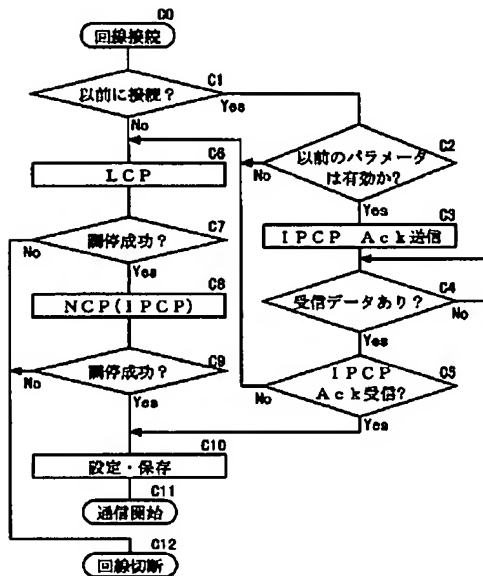 C0
回線接続
C1
以前に接続?
Yes
No
C2
以前のパラメータ
は有効か?
No
Yes
C3
IPCP Ack送信
C4
受信データあり?
No
Yes
C5
IPCP
Ack受信?
No
Yes
C6
LCP
C7
調停成功?
No
Yes
C8
NCP(IPCP)
C9
調停成功?
No
Yes
C10
設定・保存
C11
通信開始
C12
回線切断